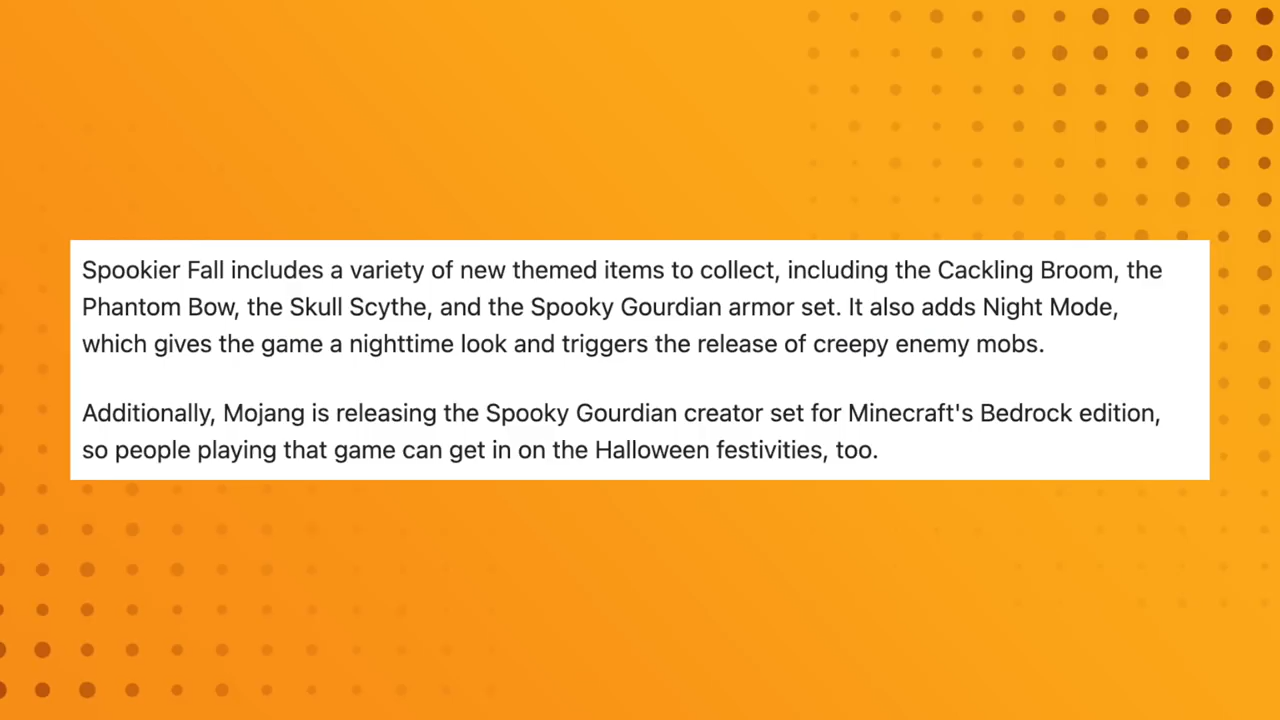 Spookier Fall includes a variety of new themed items to collect, including the Cackling Broom, the
Phantom Bow, the Skull Scythe, and the Spooky Gourdian armor set. It also adds Night Mode,
which gives the game a nighttime look and triggers the release of creepy enemy mobs.
Additionally, Mojang is releasing the Spooky Gourdian creator set for Minecraft's Bedrock edition,
so people playing that game can get in on the Halloween festivities, too.